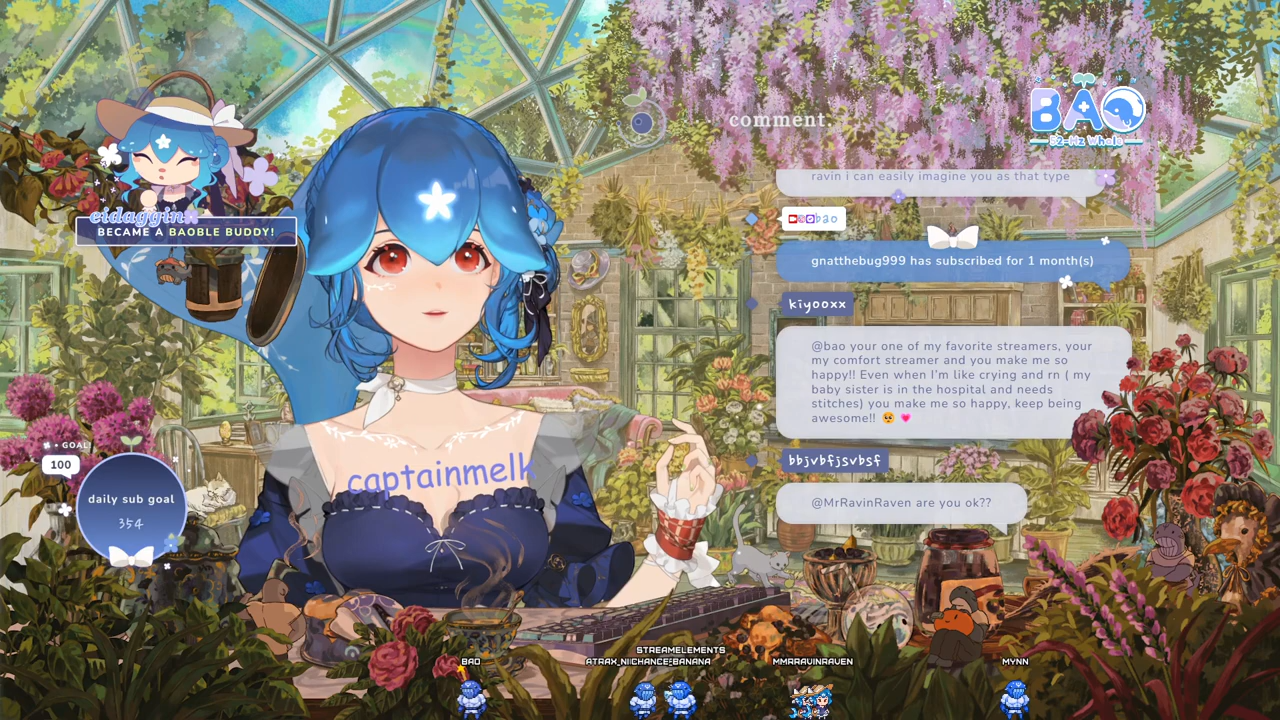 BAO
52-Hz Whale
comment.
ravin i can easily imagine you as that type
eidaggin
BECAME A BAOBLE BUDDY!
bao
gnatthebug999 has subscribed for 1 month(s)
kiyooxx
@bao your one of my favorite streamers, your
my comfort streamer and you make me so
happy!! Even when I'm like crying and rn ( my
baby sister is in the hospital and needs
stitches) you make me so happy, keep being
awesome!! 🥺 💗
bbjvbfjsvbsf
@MrRavinRaven are you ok??
captainmelk
GOAL!
100
daily sub goal
354
STREAMELEMENTS
BAO
ATRAX_NICHANCE_BANANA
MMRRAVINRAVEN
MYNN